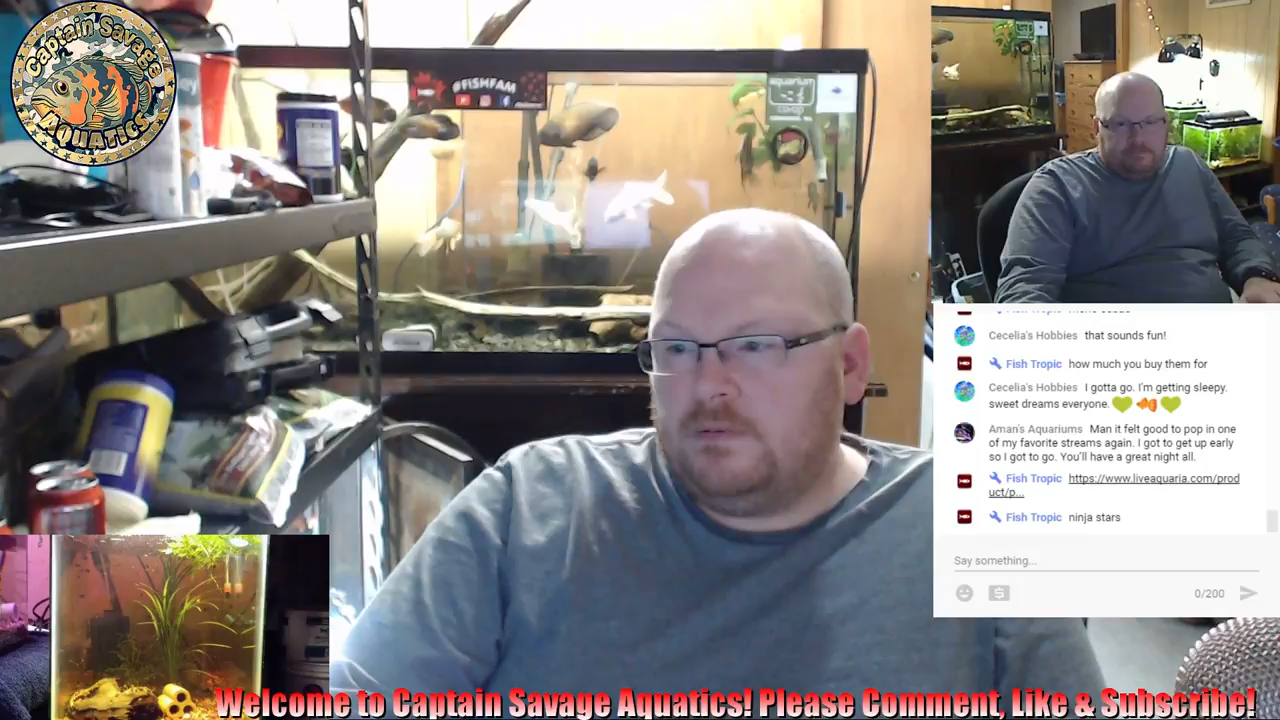 Captain Savage
AQUATICS
#FISHFAM
aquarium
Cecelia's Hobbies that sounds fun!
Fish Tropic how much you buy them for
Cecelia's Hobbies I gotta go. I'm getting sleepy.
sweet dreams everyone.
Aman's Aquariums Man it felt good to pop in one
of my favorite streams again. I got to get up early
so I got to go. You'll have a great night all.
Fish Tropic https://www.liveaquaria.com/prod
uct/p...
Fish Tropic ninja stars
Say something...
0/200
Welcome to Captain Savage Aquatics! Please Comment, Like & Subscribe!